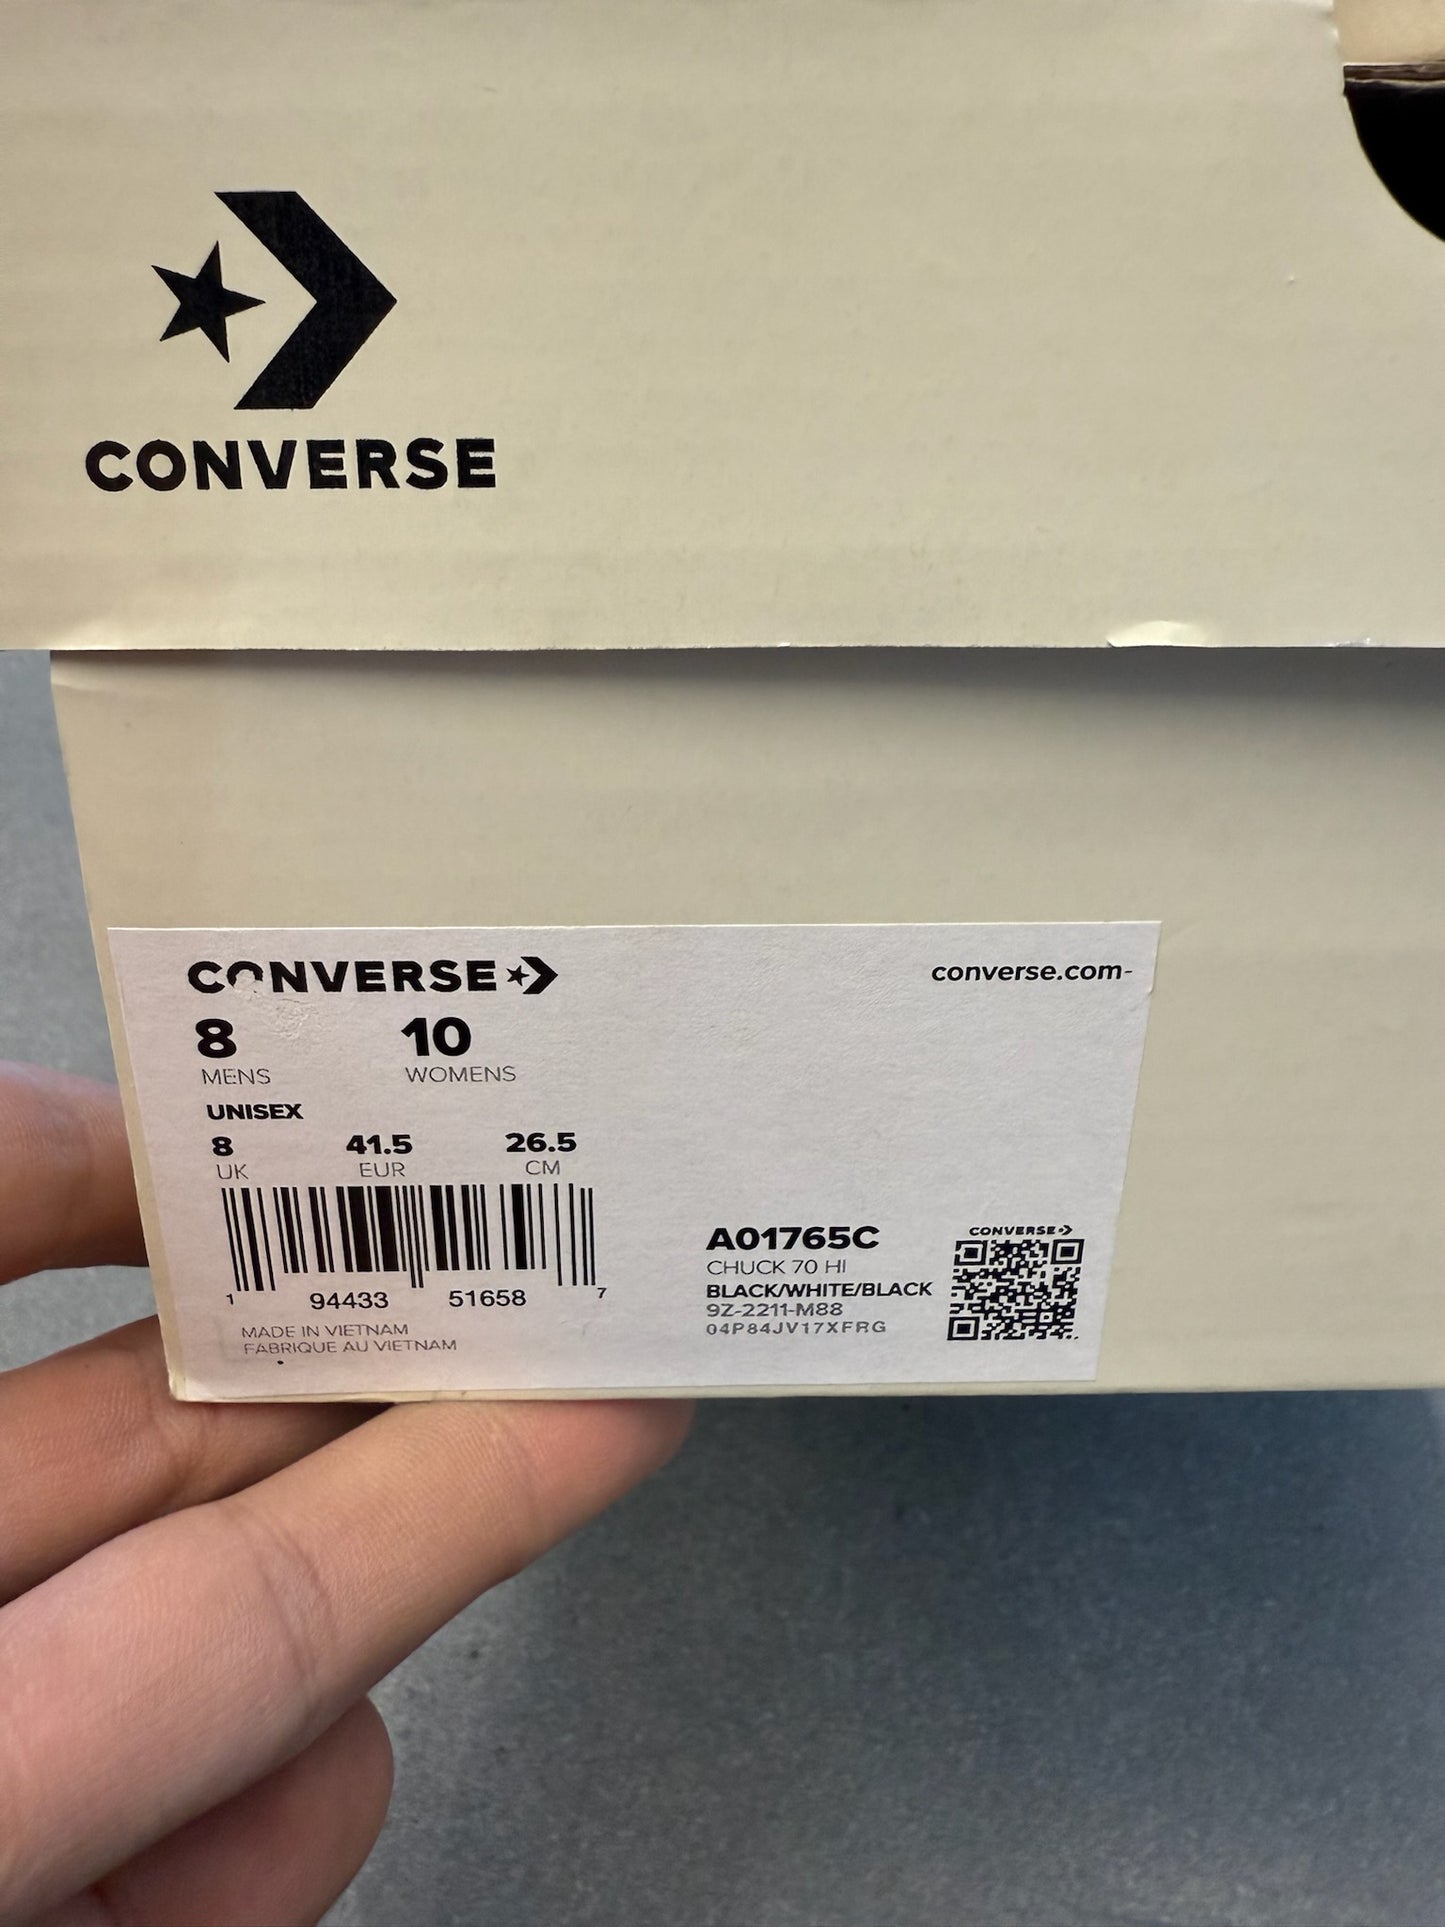 CONVERSE
CONVERSE
converse.com-
8 10
MENS WOMENS
UNISEX
8 41.5 26.5
UK EUR CM
1 94433 51658 7
MADE IN VIETNAM
FABRIQUE AU VIETNAM
CONVERSE
A01765C
CHUCK 70 HI
BLACK/WHITE/BLACK
9Z-2211-M88
04P84JV17XFRG